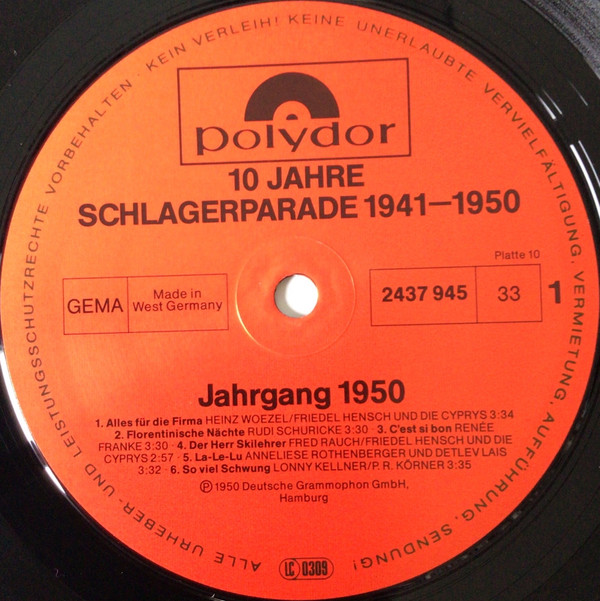 ALLE URHEBER- UND LEISTUNGSSCHUTZRECHTE VORBEHALTEN · KEIN VERLEIH! KEINE UNERLAUBTE VERVIELFÄLTIGUNG, VERMIETUNG, AUFFÜHRUNG, SENDUNG!
polydor
10 JAHRE
SCHLAGERPARADE 1941—1950
Platte 10
GEMA
Made in
West Germany
2437 945
33
1
Jahrgang 1950
1. Alles für die Firma HEINZ WOEZEL/FRIEDEL HENSCH UND DIE CYPRYS 3:34
2. Florentinische Nächte RUDI SCHURICKE 3:30 · 3. C'est si bon RENÉE
FRANKE 3:30 · 4. Der Herr Skilehrer FRED RAUCH/FRIEDEL HENSCH UND DIE
CYPRYS 2:57 · 5. La-Le-Lu ANNELIESE ROTHENBERGER UND DETLEV LAIS
3:32 · 6. So viel Schwung LONNY KELLNER/P. R. KÖRNER 3:35
Ⓟ 1950 Deutsche Grammophon GmbH,
Hamburg
LC 0309